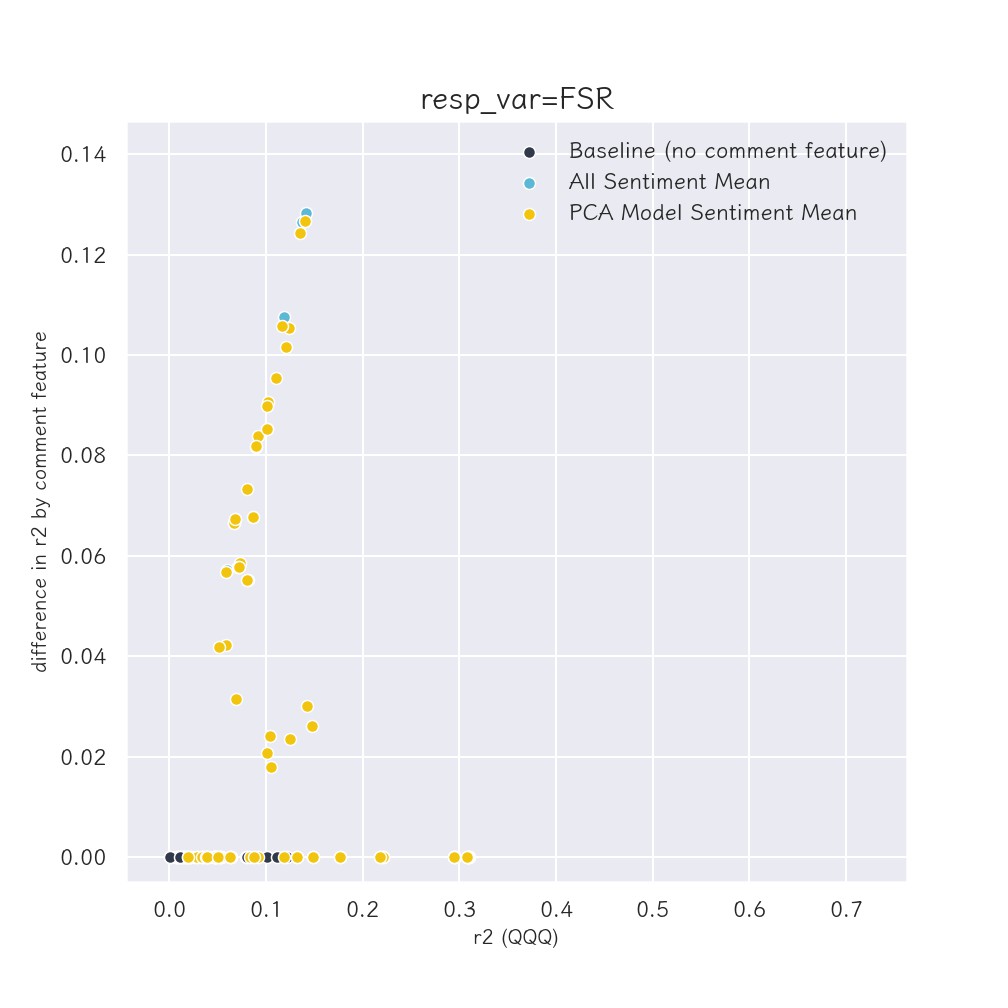 resp_var=FSR
Baseline (no comment feature)
All Sentiment Mean
PCA Model Sentiment Mean
difference in r2 by comment feature
0.14
0.12
0.10
0.08
0.06
0.04
0.02
0.00
0.0 0.1 0.2 0.3 0.4 0.5 0.6 0.7
r2 (QQQ)